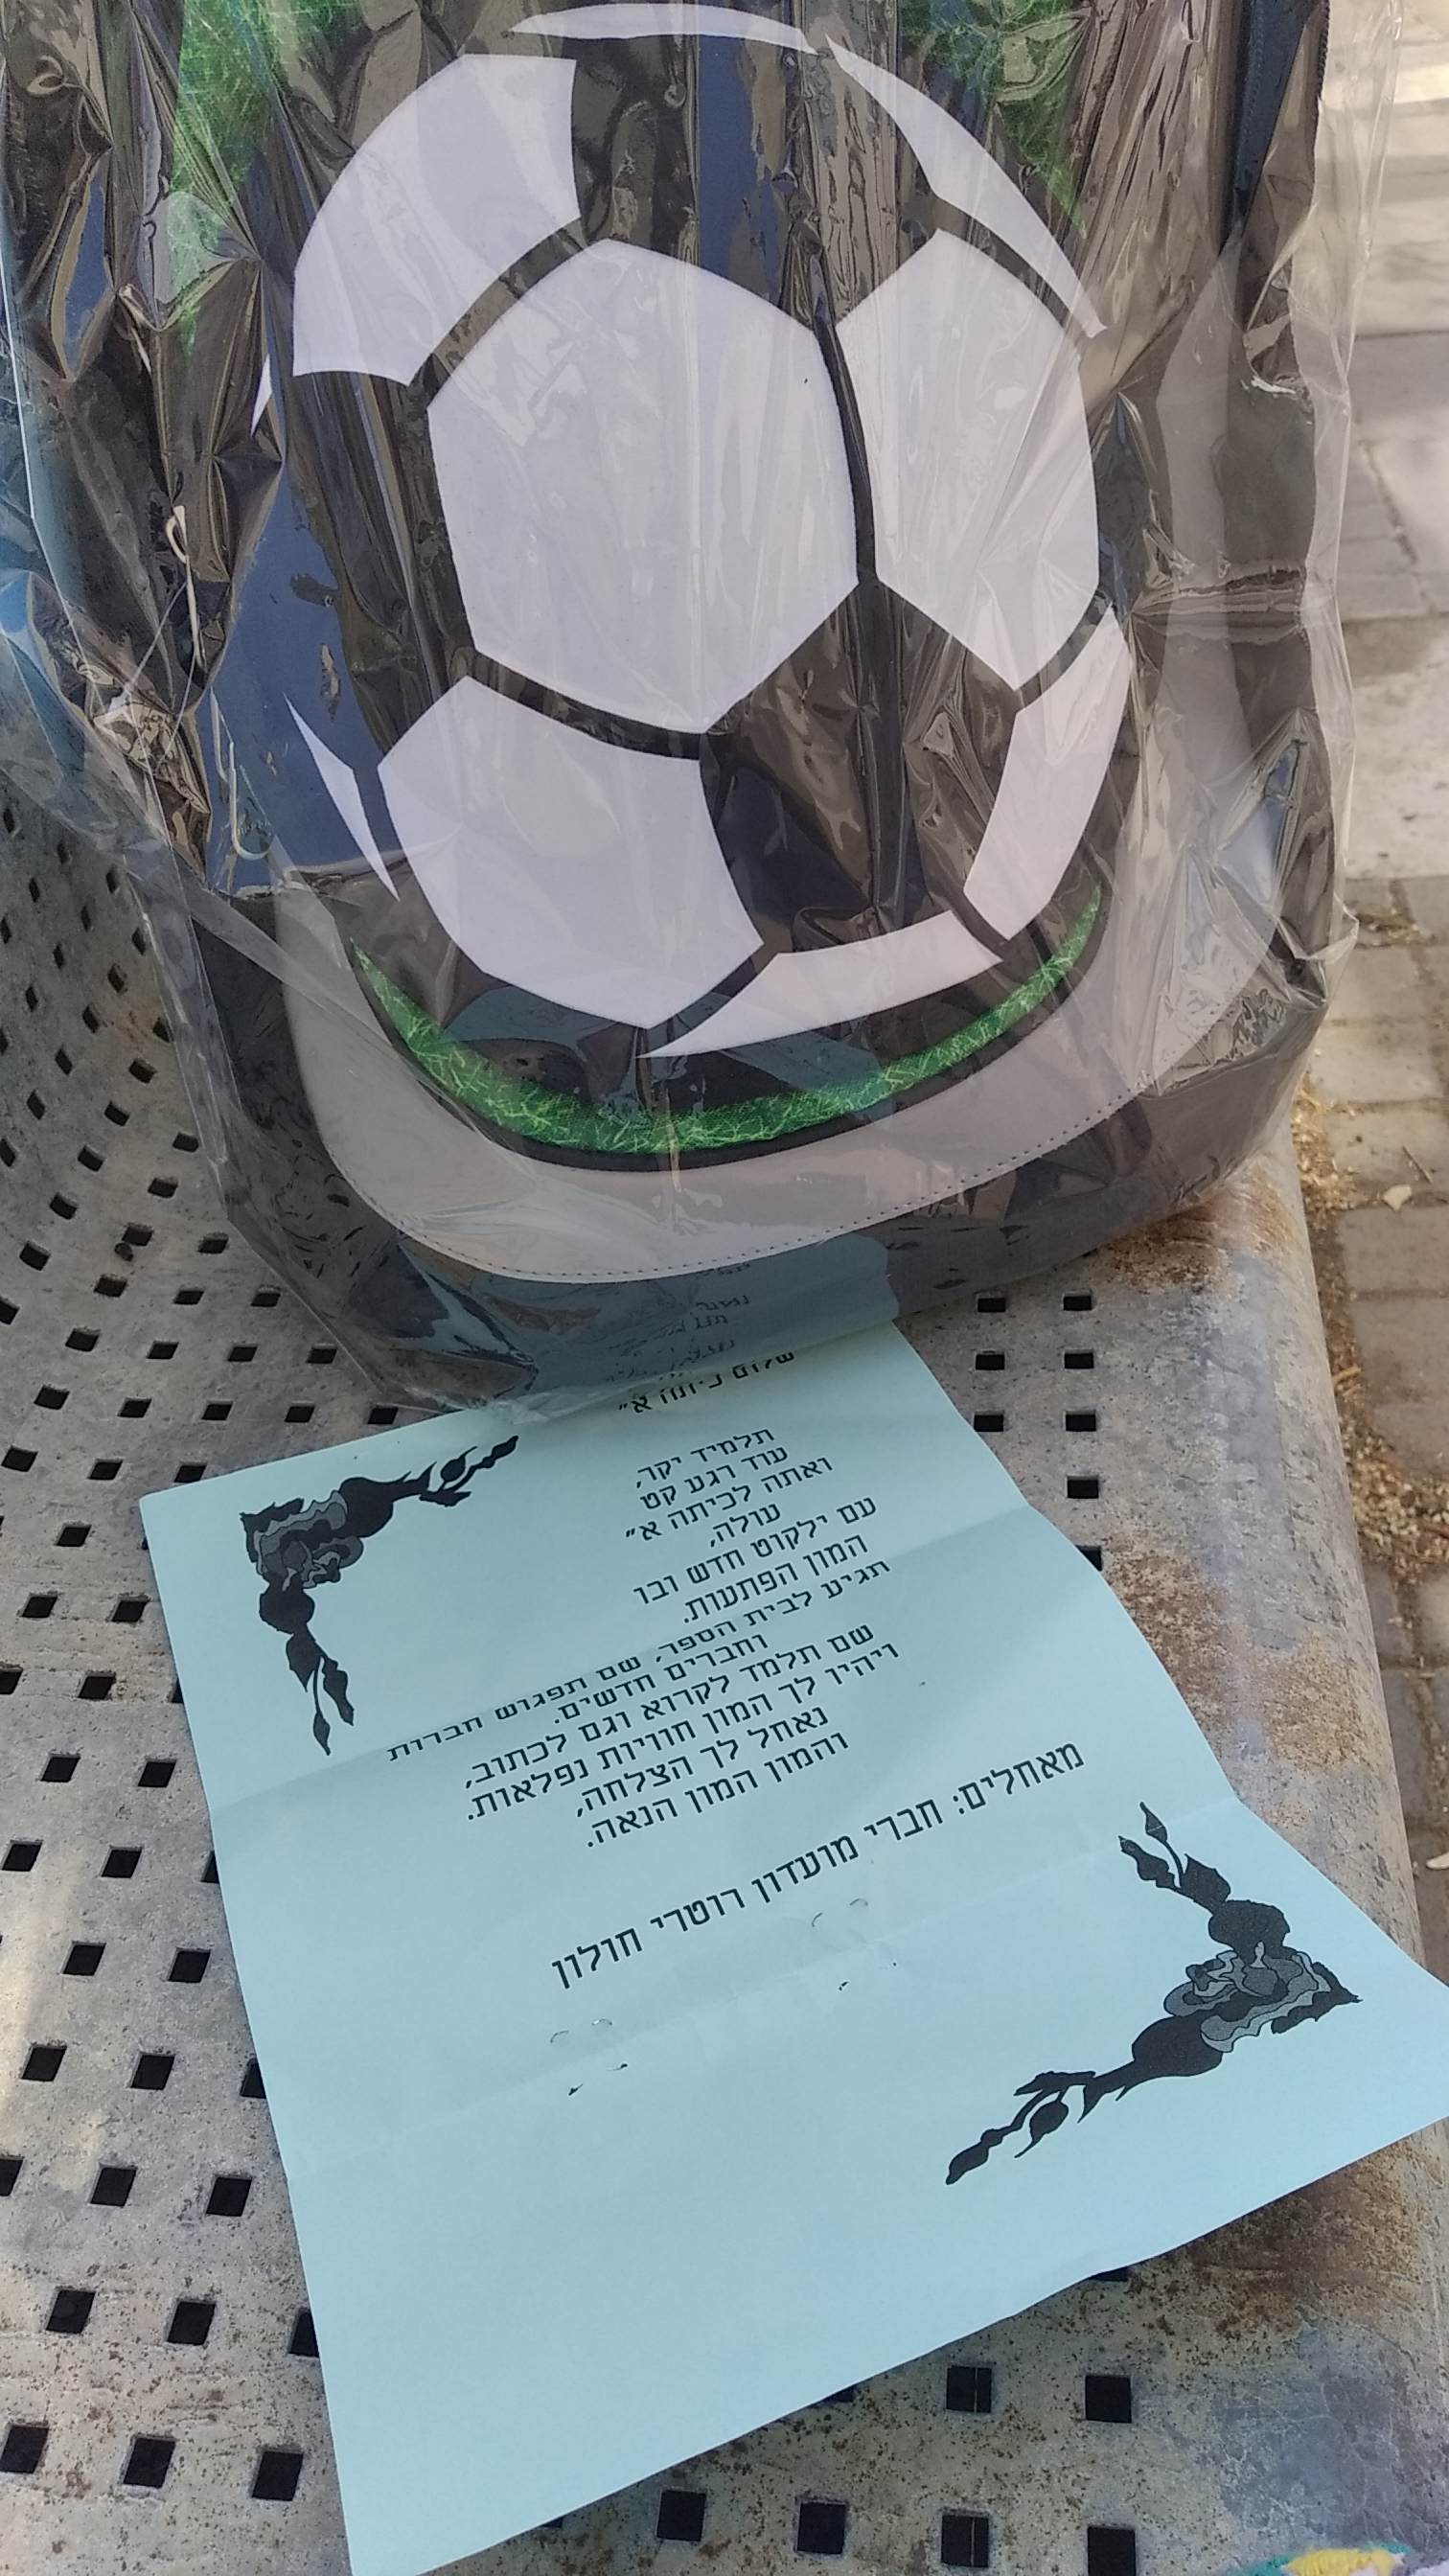 שלום כיתה א״
תלמיד יקר,
עוד רגע קט
ואתה לכיתה א״
עולה,
עם ילקוט חדש ובו
המון הפתעות.
תגיע לבית הספר, שם תפגוש חברות
וחברים חדשים.
שם תלמד לקרוא וגם לכתוב,
ויהיו לך המון חוויות נפלאות.
נאחל לך הצלחה,
והמון המון הנאה.
מאחלים: חברי מועדון רוטרי חולון